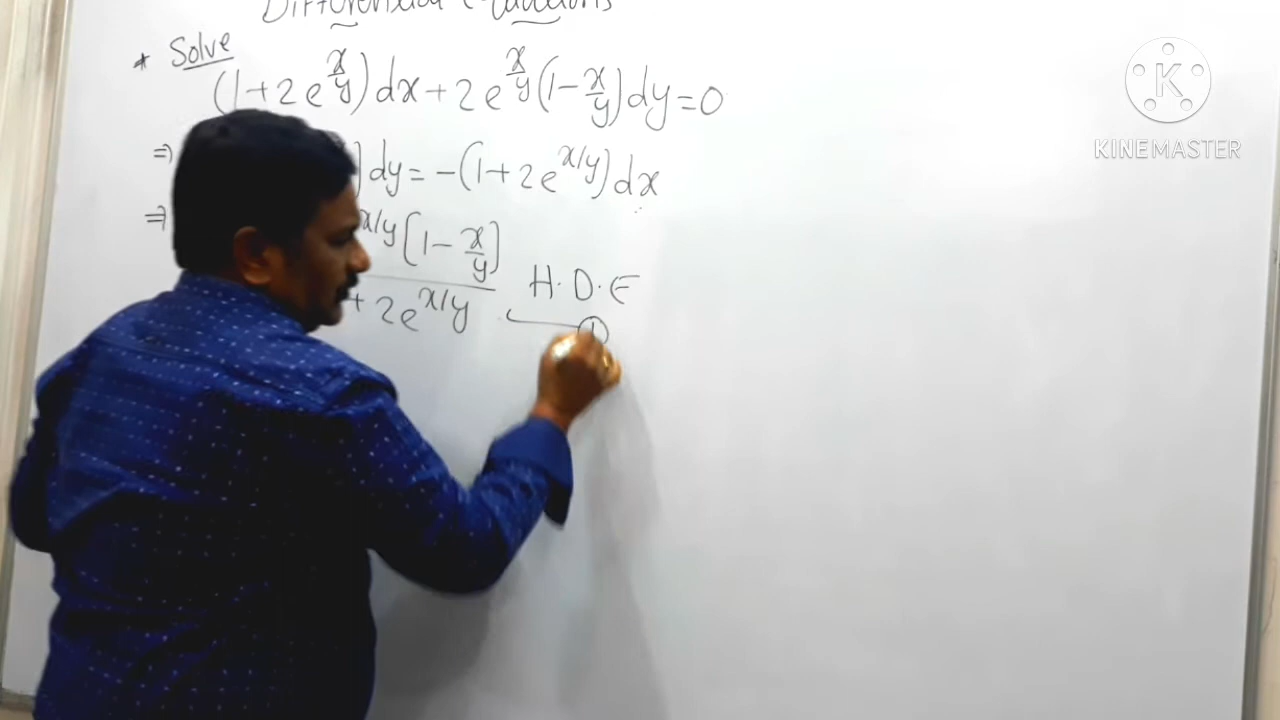 Differential Equations
* Solve
(1+2e^{x/y})dx+2e^{x/y}(1-x/y)dy=0
⇒ ]dy=-(1+2e^{x/y})dx
⇒ x/y[1-x/y]
+2e^{x/y}
H.D.E
①
K
KINEMASTER